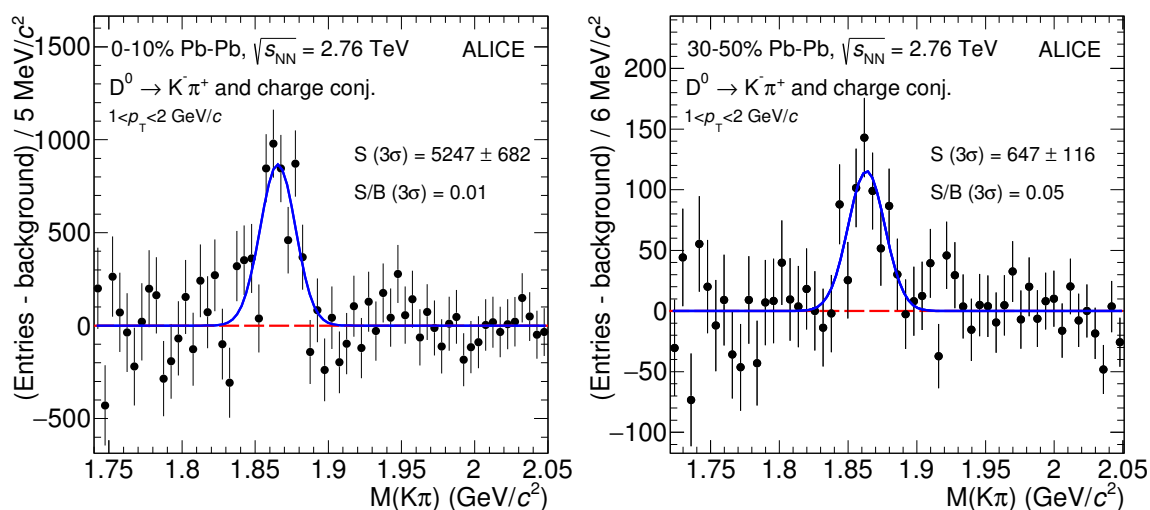 (Entries - background) / 5 MeV/c²
1500
1000
500
0
−500
0-10% Pb-Pb, √sNN = 2.76 TeV ALICE
D⁰ → K⁻π⁺ and charge conj.
1<pT<2 GeV/c
S (3σ) = 5247 ± 682
S/B (3σ) = 0.01
1.75 1.8 1.85 1.9 1.95 2 2.05
M(Kπ) (GeV/c²)
(Entries - background) / 6 MeV/c²
200
150
100
50
0
−50
−100
30-50% Pb-Pb, √sNN = 2.76 TeV ALICE
D⁰ → K⁻π⁺ and charge conj.
1<pT<2 GeV/c
S (3σ) = 647 ± 116
S/B (3σ) = 0.05
1.75 1.8 1.85 1.9 1.95 2 2.05
M(Kπ) (GeV/c²)